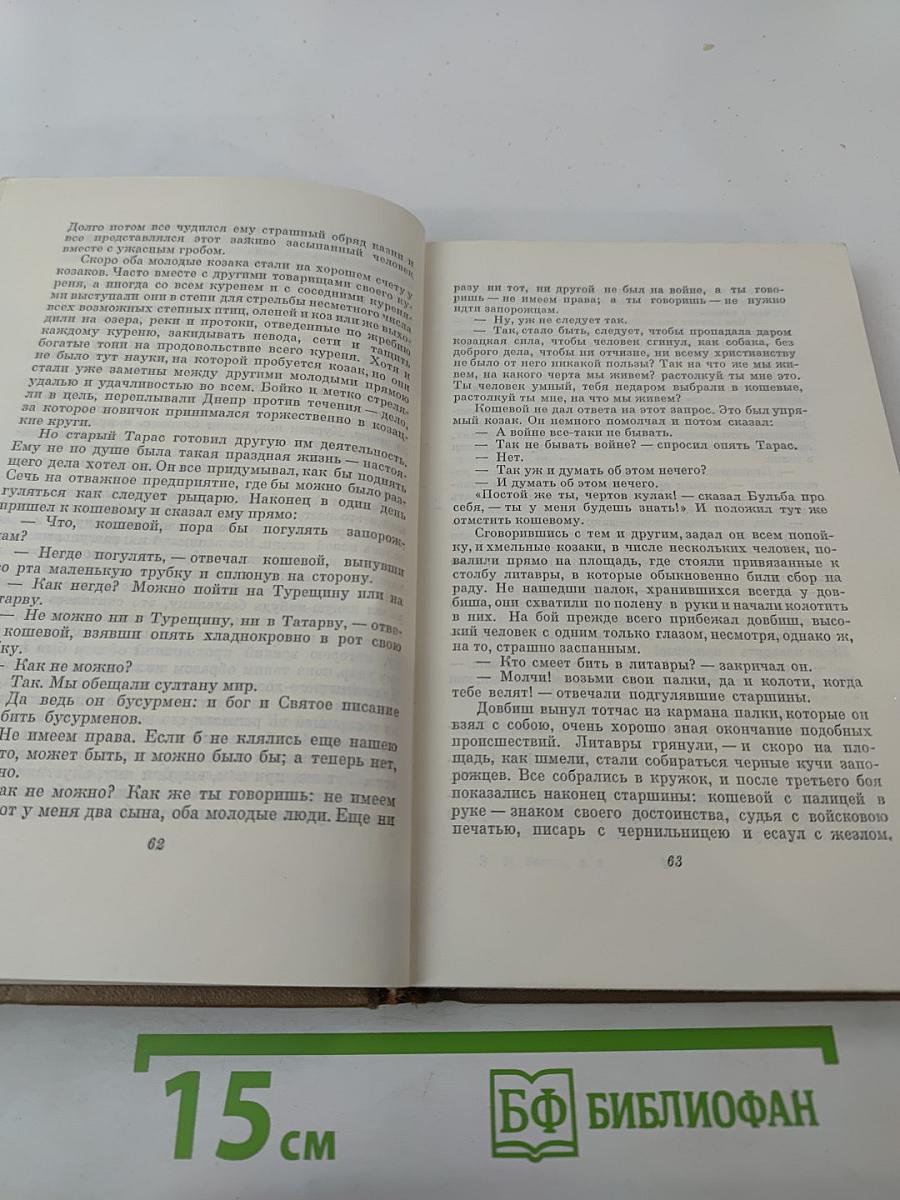 Долго потом все чудился ему страшный обряд казни и
все представлялся этот заживо засыпанный человек
вместе с ужасным гробом.
Скоро оба молодые козака стали на хорошем счету у
козаков. Часто вместе с другими товарищами своего ку-
реня, а иногда со всем куренем и с соседними куреня-
ми выступали они в степи для стрельбы несметного числа
всех возможных степных птиц, оленей и коз или же выхо-
дили на озера, реки и протоки, отведенные по жребию
каждому куреню, закидывать невода, сети и тащить
богатые тони на продовольствие всего куреня. Хотя и
не было тут науки, на которой пробуется козак, но они
стали уже заметны между другими молодыми прямою
удалью и удачливостью во всем. Бойко и метко стреля-
ли в цель, переплывали Днепр против течения — дело,
за которое новичок принимался торжественно в козац-
кие круги.
Но старый Тарас готовил другую им деятельность.
Ему не по душе была такая праздная жизнь — настоя-
щего дела хотел он. Он все придумывал, как бы поднять
Сечь на отважное предприятие, где бы можно было раз-
гуляться как следует рыцарю. Наконец в один день
пришел к кошевому и сказал ему прямо:
— Что, кошевой, пора бы погулять запорож-
цам?
— Негде погулять, — отвечал кошевой, вынувши
о рта маленькую трубку и сплюнув на сторону.
— Как негде? Можно пойти на Турещину или на
тарву.
— Не можно ни в Турещину, ни в Татарву, — отве-
кошевой, взявши опять хладнокровно в рот свою
ку.
— Как не можно?
Так. Мы обещали султану мир.
Да ведь он бусурмен: и бог и Святое писание
бить бусурменов.
Не имеем права. Если б не клялись еще нашею
то, может быть, и можно было бы; а теперь нет,
но.
ак не можно? Как же ты говоришь: не имеем
от у меня два сына, оба молодые люди. Еще ни
62
разу ни тот, ни другой не был на войне, а ты гово-
ришь — не имеем права; а ты говоришь — не нужно
идти запорожцам.
— Ну, уж не следует так.
— Так, стало быть, следует, чтобы пропадала даром
козацкая сила, чтобы человек сгинул, как собака, без
доброго дела, чтобы ни отчизне, ни всему христианству
не было от него никакой пользы? Так на что же мы жи-
вем, на какого черта мы живем? растолкуй ты мне это.
Ты человек умный, тебя недаром выбрали в кошевые,
растолкуй ты мне, на что мы живем?
Кошевой не дал ответа на этот запрос. Это был упря-
мый козак. Он немного помолчал и потом сказал:
— А войне все-таки не бывать.
— Так не бывать войне? — спросил опять Тарас.
— Нет.
— Так уж и думать об этом нечего?
— И думать об этом нечего.
«Постой же ты, чертов кулак! — сказал Бульба про
себя, — ты у меня будешь знать!» И положил тут же
отмстить кошевому.
Сговорившись с тем и другим, задал он всем попой-
ку, и хмельные козаки, в числе нескольких человек, по-
валили прямо на площадь, где стояли привязанные к
столбу литавры, в которые обыкновенно били сбор на
раду. Не нашедши палок, хранившихся всегда у дов-
биша, они схватили по полену в руки и начали колотить
в них. На бой прежде всего прибежал довбиш, высо-
кий человек с одним только глазом, несмотря, однако ж,
на то, страшно заспанным.
— Кто смеет бить в литавры? — закричал он.
— Молчи! возьми свои палки, да и колоти, когда
тебе велят! — отвечали подгулявшие старшины.
Довбиш вынул тотчас из кармана палки, которые он
взял с собою, очень хорошо зная окончание подобных
происшествий. Литавры грянули, — и скоро на пло-
щадь, как шмели, стали собираться черные кучи запо-
рожцев. Все собрались в кружок, и после третьего боя
показались наконец старшины: кошевой с палицей в
руке — знаком своего достоинства, судья с войсковою
печатью, писарь с чернильницею и есаул с жезлом.
63
15 см
БФ БИБЛИОФАН